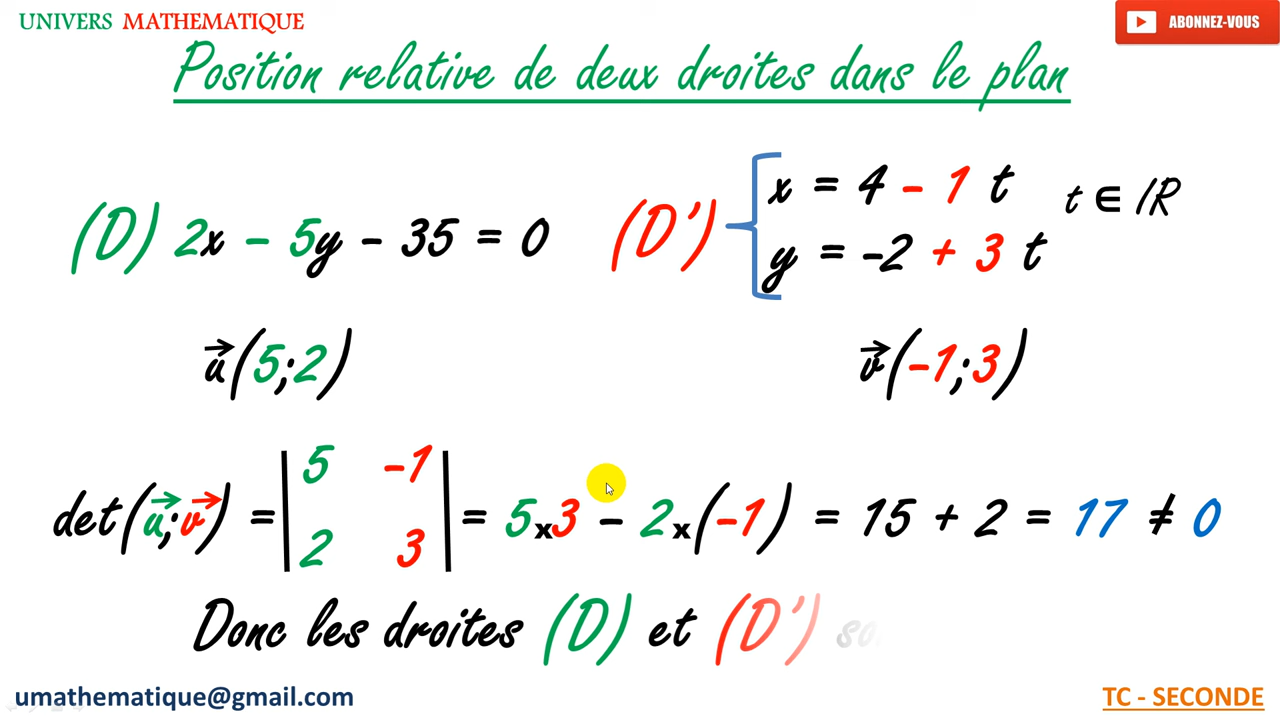 UNIVERS MATHEMATIQUE
ABONNEZ-VOUS
Position relative de deux droites dans le plan
(D) 2x - 5y - 35 = 0
(D') { x = 4 - 1 t
y = -2 + 3 t
t ∈ IR
u⃗(5;2)
v⃗(-1;3)
det(u⃗;v⃗) = | 5 -1 | = 5x3 - 2x(-1) = 15 + 2 = 17 ≠ 0
| 2 3 |
Donc les droites (D) et (D')
umathematique@gmail.com
TC - SECONDE